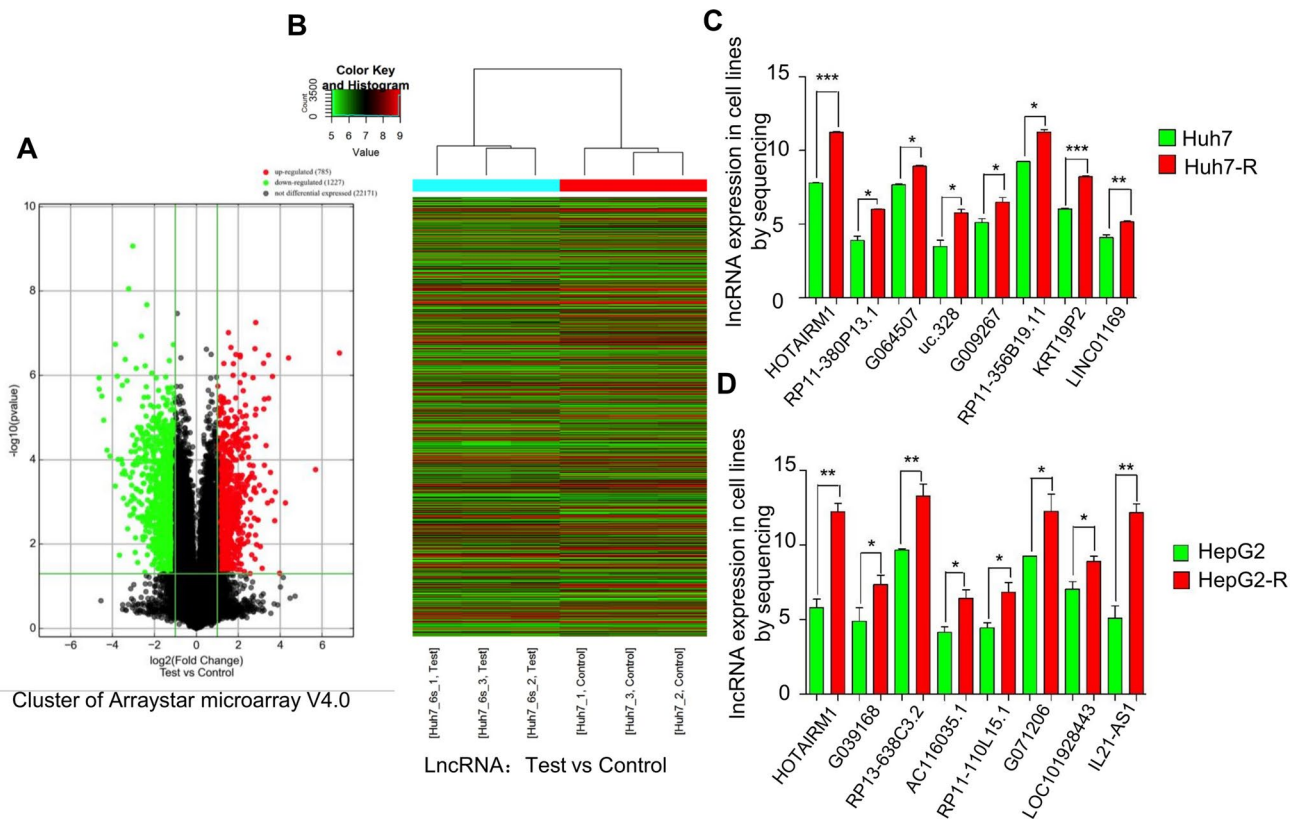 A
up-regulated (785)
down-regulated (1227)
not differential expressed (22171)
10
8
6
4
2
0
-log10(pvalue)
−6
−4
−2
0
2
4
6
log2(Fold Change)
Test vs Control
Cluster of Arraystar microarray V4.0
B
Color Key
and Histogram
Count
0
3500
5 6 7 8 9
Value
[Huh7_6s_1, Test]
[Huh7_6s_3, Test]
[Huh7_6s_2, Test]
[Huh7_1, Control]
[Huh7_3, Control]
[Huh7_2, Control]
LncRNA：Test vs Control
C
lncRNA expression in cell lines
by sequencing
15
10
5
0
***
*
*
*
*
*
***
**
HOTAIRM1
RP11-380P13.1
G064507
uc.328
G009267
RP11-356B19.11
KRT19P2
LINC01169
Huh7
Huh7-R
D
lncRNA expression in cell lines
by sequencing
15
10
5
0
**
*
**
*
*
*
*
**
HOTAIRM1
G039168
RP13-638C3.2
AC116035.1
RP11-110L15.1
G071206
LOC101928443
IL21-AS1
HepG2
HepG2-R